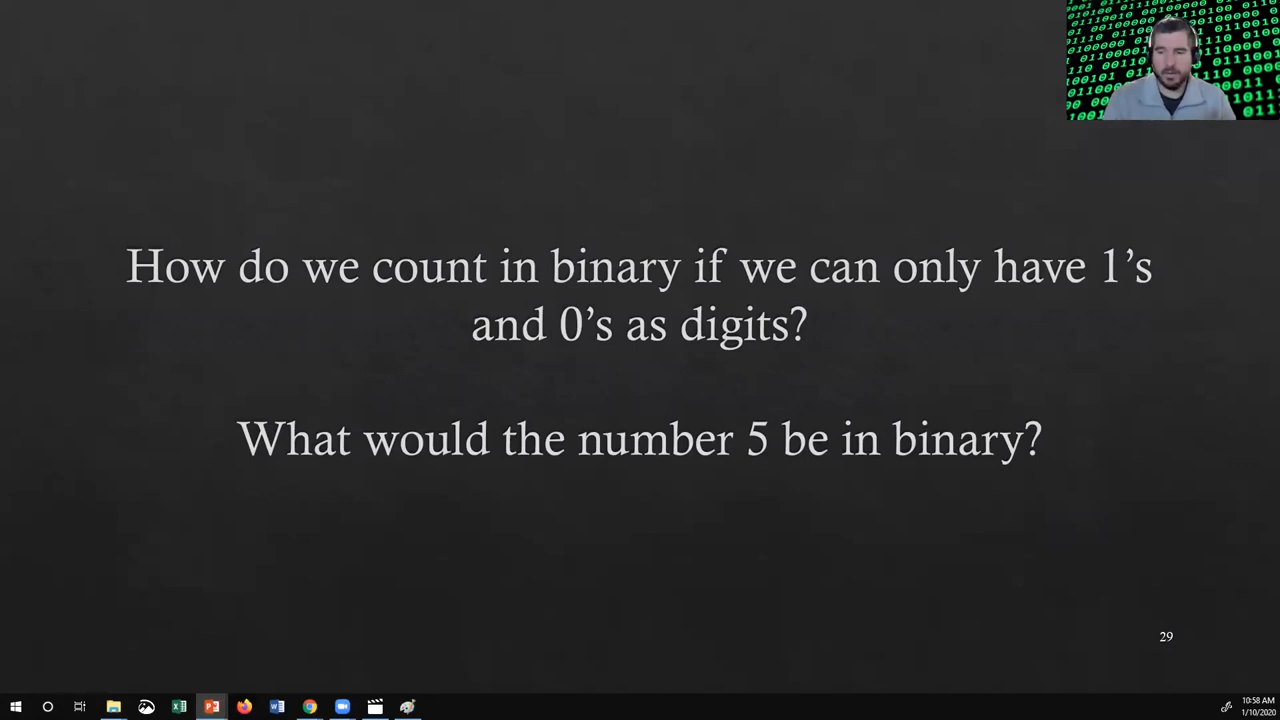 How do we count in binary if we can only have 1’s
and 0’s as digits?
What would the number 5 be in binary?
29
10:58 AM
1/10/2020